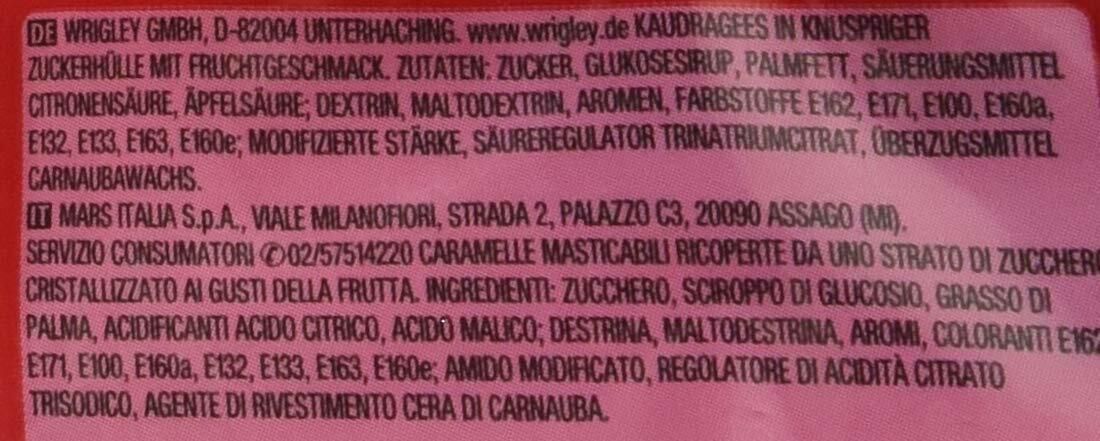 DE WRIGLEY GMBH, D-82004 UNTERHACHING. www.wrigley.de KAUDRAGEES IN KNUSPRIGER
ZUCKERHÜLLE MIT FRUCHTGESCHMACK. ZUTATEN: ZUCKER, GLUKOSESIRUP, PALMFETT, SÄUERUNGSMITTEL
CITRONENSÄURE, ÄPFELSÄURE; DEXTRIN, MALTODEXTRIN, AROMEN, FARBSTOFFE E162, E171, E100, E160a,
E132, E133, E163, E160e; MODIFIZIERTE STÄRKE, SÄUREREGULATOR TRINATRIUMCITRAT, ÜBERZUGSMITTEL
CARNAUBAWACHS.
IT MARS ITALIA S.p.A., VIALE MILANOFIORI, STRADA 2, PALAZZO C3, 20090 ASSAGO (MI).
SERVIZIO CONSUMATORI ✆02/57514220 CARAMELLE MASTICABILI RICOPERTE DA UNO STRATO DI ZUCCHERO
CRISTALLIZZATO AI GUSTI DELLA FRUTTA. INGREDIENTI: ZUCCHERO, SCIROPPO DI GLUCOSIO, GRASSO DI
PALMA, ACIDIFICANTI ACIDO CITRICO, ACIDO MALICO; DESTRINA, MALTODESTRINA, AROMI, COLORANTI E162
E171, E100, E160a, E132, E133, E163, E160e; AMIDO MODIFICATO, REGOLATORE DI ACIDITÀ CITRATO
TRISODICO, AGENTE DI RIVESTIMENTO CERA DI CARNAUBA.